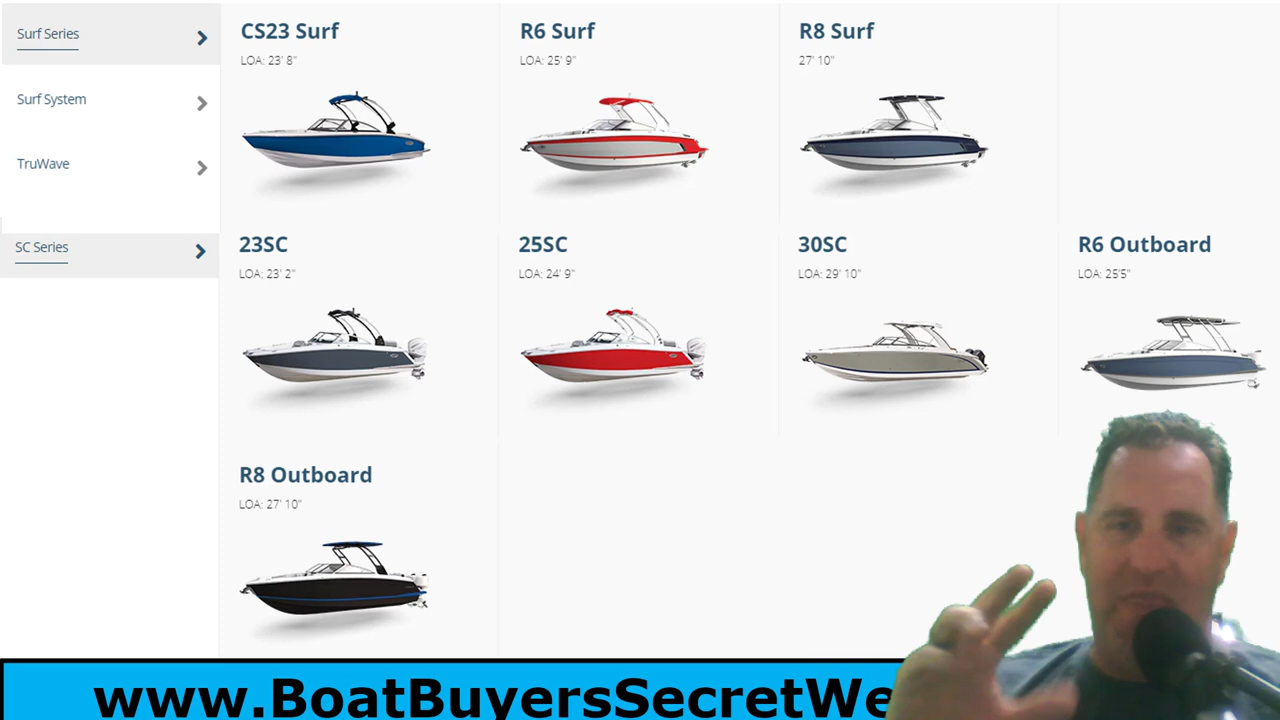 Surf Series
CS23 Surf
R6 Surf
R8 Surf
LOA: 23' 8"
LOA: 25' 9"
27' 10"
Surf System
TruWave
SC Series
23SC
25SC
30SC
R6 Outboard
LOA: 23' 2"
LOA: 24' 9"
LOA: 29' 10"
LOA: 25'5"
R8 Outboard
LOA: 27' 10"
www.BoatBuyersSecretWe